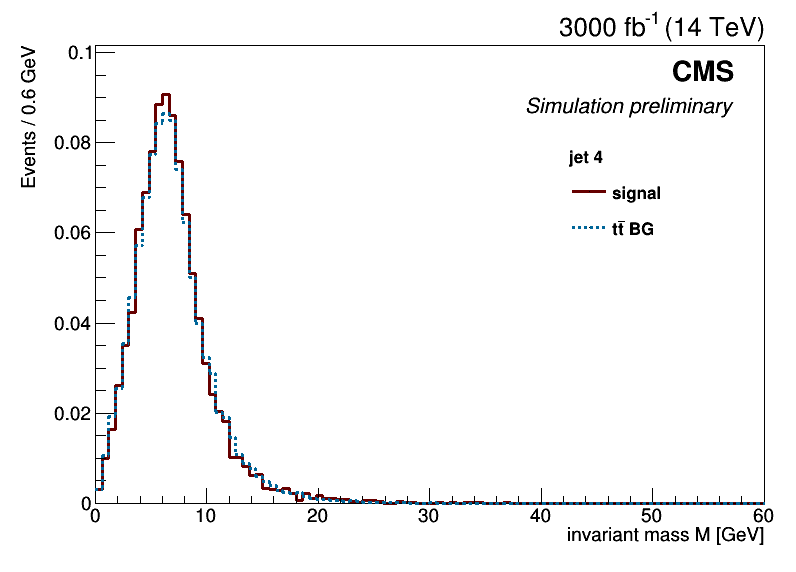 3000 fb⁻¹ (14 TeV)
Events / 0.6 GeV
CMS
Simulation preliminary
jet 4
signal
tt̄ BG
0.1
0.08
0.06
0.04
0.02
0
0 10 20 30 40 50 60
invariant mass M [GeV]